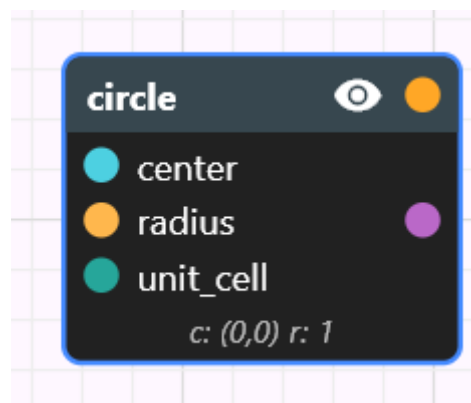 circle
center
radius
unit_cell
c: (0,0) r: 1